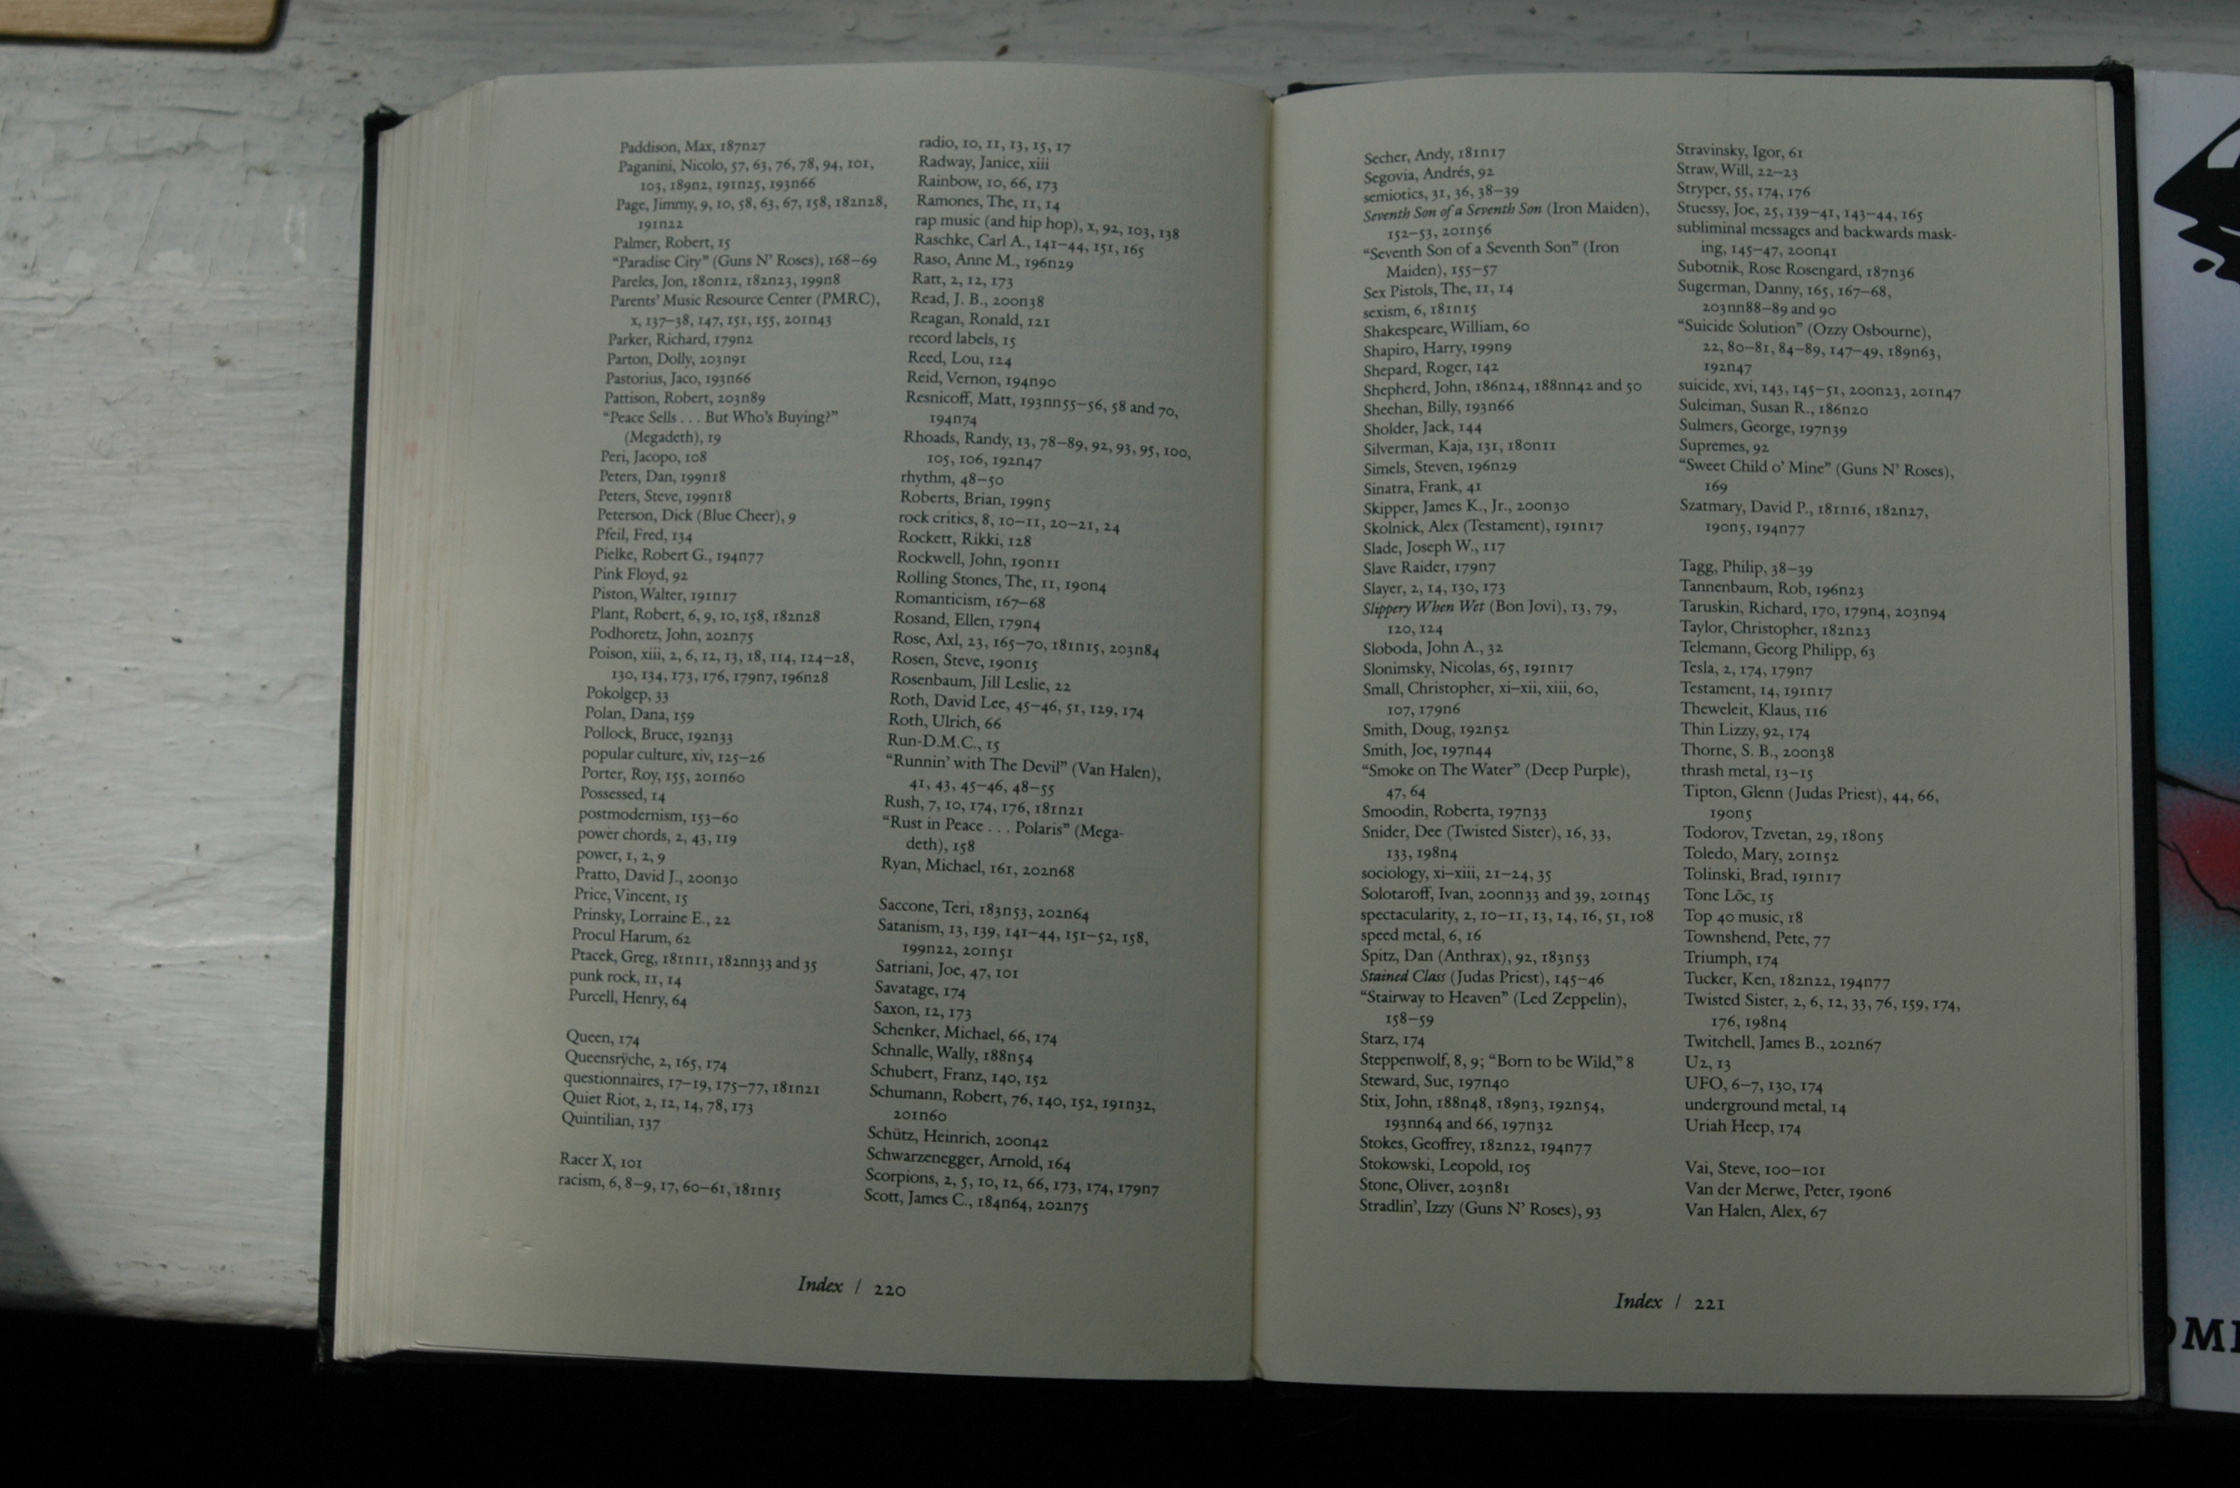 Paddison, Max, 187n27
Paganini, Nicolo, 57, 63, 76, 78, 94, 101,
103, 189n2, 191n25, 193n66
Page, Jimmy, 9, 10, 58, 63, 67, 158, 182n28,
191n22
Palmer, Robert, 15
“Paradise City” (Guns N’ Roses), 168–69
Pareles, Jon, 180n12, 182n23, 199n8
Parents’ Music Resource Center (PMRC),
x, 137–38, 147, 151, 155, 201n43
Parker, Richard, 179n2
Parton, Dolly, 203n91
Pastorius, Jaco, 193n66
Pattison, Robert, 203n89
“Peace Sells . . . But Who’s Buying?”
(Megadeth), 19
Peri, Jacopo, 108
Peters, Dan, 199n18
Peters, Steve, 199n18
Peterson, Dick (Blue Cheer), 9
Pfeil, Fred, 134
Pielke, Robert G., 194n77
Pink Floyd, 92
Piston, Walter, 191n17
Plant, Robert, 6, 9, 10, 158, 182n28
Podhoretz, John, 202n75
Poison, xiii, 2, 6, 12, 13, 18, 114, 124–28,
130, 134, 173, 176, 179n7, 196n28
Pokolgep, 33
Polan, Dana, 159
Pollock, Bruce, 192n33
popular culture, xiv, 125–26
Porter, Roy, 155, 201n60
Possessed, 14
postmodernism, 153–60
power chords, 2, 43, 119
power, 1, 2, 9
Pratto, David J., 200n30
Price, Vincent, 15
Prinsky, Lorraine E., 22
Procul Harum, 62
Ptacek, Greg, 181n11, 182nn33 and 35
punk rock, 11, 14
Purcell, Henry, 64
Queen, 174
Queensrÿche, 2, 165, 174
questionnaires, 17–19, 175–77, 181n21
Quiet Riot, 2, 12, 14, 78, 173
Quintilian, 137
Racer X, 101
racism, 6, 8–9, 17, 60–61, 181n15
radio, 10, 11, 13, 15, 17
Radway, Janice, xiii
Rainbow, 10, 66, 173
Ramones, The, 11, 14
rap music (and hip hop), x, 92, 103, 138
Raschke, Carl A., 141–44, 151, 165
Raso, Anne M., 196n29
Ratt, 2, 12, 173
Read, J. B., 200n38
Reagan, Ronald, 121
record labels, 15
Reed, Lou, 124
Reid, Vernon, 194n90
Resnicoff, Matt, 193nn55–56, 58 and 70,
194n74
Rhoads, Randy, 13, 78–89, 92, 93, 95, 100,
105, 106, 192n47
rhythm, 48–50
Roberts, Brian, 199n5
rock critics, 8, 10–11, 20–21, 24
Rockett, Rikki, 128
Rockwell, John, 190n11
Rolling Stones, The, 11, 190n4
Romanticism, 167–68
Rosand, Ellen, 179n4
Rose, Axl, 23, 165–70, 181n15, 203n84
Rosen, Steve, 190n15
Rosenbaum, Jill Leslie, 22
Roth, David Lee, 45–46, 51, 129, 174
Roth, Ulrich, 66
Run-D.M.C., 15
“Runnin’ with The Devil” (Van Halen),
41, 43, 45–46, 48–55
Rush, 7, 10, 174, 176, 181n21
“Rust in Peace . . . Polaris” (Mega-
deth), 158
Ryan, Michael, 161, 202n68
Saccone, Teri, 183n53, 202n64
Satanism, 13, 139, 141–44, 151–52, 158,
199n22, 201n51
Satriani, Joe, 47, 101
Savatage, 174
Saxon, 12, 173
Schenker, Michael, 66, 174
Schnalle, Wally, 188n54
Schubert, Franz, 140, 152
Schumann, Robert, 76, 140, 152, 191n32,
201n60
Schütz, Heinrich, 200n42
Schwarzenegger, Arnold, 164
Scorpions, 2, 5, 10, 12, 66, 173, 174, 179n7
Scott, James C., 184n64, 202n75
Index / 220
Secher, Andy, 181n17
Segovia, Andrés, 92
semiotics, 31, 36, 38–39
Seventh Son of a Seventh Son (Iron Maiden),
152–53, 201n56
“Seventh Son of a Seventh Son” (Iron
Maiden), 155–57
Sex Pistols, The, 11, 14
sexism, 6, 181n15
Shakespeare, William, 60
Shapiro, Harry, 199n9
Shepard, Roger, 142
Shepherd, John, 186n24, 188nn42 and 50
Sheehan, Billy, 193n66
Sholder, Jack, 144
Silverman, Kaja, 131, 180n11
Simels, Steven, 196n29
Sinatra, Frank, 41
Skipper, James K., Jr., 200n30
Skolnick, Alex (Testament), 191n17
Slade, Joseph W., 117
Slave Raider, 179n7
Slayer, 2, 14, 130, 173
Slippery When Wet (Bon Jovi), 13, 79,
120, 124
Sloboda, John A., 32
Slonimsky, Nicolas, 65, 191n17
Small, Christopher, xi–xii, xiii, 60,
107, 179n6
Smith, Doug, 192n52
Smith, Joe, 197n44
“Smoke on The Water” (Deep Purple),
47, 64
Smoodin, Roberta, 197n33
Snider, Dee (Twisted Sister), 16, 33,
133, 198n4
sociology, xi–xiii, 21–24, 35
Solotaroff, Ivan, 200nn33 and 39, 201n45
spectacularity, 2, 10–11, 13, 14, 16, 51, 108
speed metal, 6, 16
Spitz, Dan (Anthrax), 92, 183n53
Stained Class (Judas Priest), 145–46
“Stairway to Heaven” (Led Zeppelin),
158–59
Starz, 174
Steppenwolf, 8, 9; “Born to be Wild,” 8
Steward, Sue, 197n40
Stix, John, 188n48, 189n3, 192n54,
193nn64 and 66, 197n32
Stokes, Geoffrey, 182n22, 194n77
Stokowski, Leopold, 105
Stone, Oliver, 203n81
Stradlin’, Izzy (Guns N’ Roses), 93
Stravinsky, Igor, 61
Straw, Will, 22–23
Stryper, 55, 174, 176
Stuessy, Joe, 25, 139–41, 143–44, 165
subliminal messages and backwards mask-
ing, 145–47, 200n41
Subotnik, Rose Rosengard, 187n36
Sugerman, Danny, 165, 167–68,
203nn88–89 and 90
“Suicide Solution” (Ozzy Osbourne),
22, 80–81, 84–89, 147–49, 189n63,
192n47
suicide, xvi, 143, 145–51, 200n23, 201n47
Suleiman, Susan R., 186n20
Sulmers, George, 197n39
Supremes, 92
“Sweet Child o’ Mine” (Guns N’ Roses),
169
Szatmary, David P., 181n16, 182n27,
190n5, 194n77
Tagg, Philip, 38–39
Tannenbaum, Rob, 196n23
Taruskin, Richard, 170, 179n4, 203n94
Taylor, Christopher, 182n23
Telemann, Georg Philipp, 63
Tesla, 2, 174, 179n7
Testament, 14, 191n17
Theweleit, Klaus, 116
Thin Lizzy, 92, 174
Thorne, S. B., 200n38
thrash metal, 13–15
Tipton, Glenn (Judas Priest), 44, 66,
190n5
Todorov, Tzvetan, 29, 180n5
Toledo, Mary, 201n52
Tolinski, Brad, 191n17
Tone Lōc, 15
Top 40 music, 18
Townshend, Pete, 77
Triumph, 174
Tucker, Ken, 182n22, 194n77
Twisted Sister, 2, 6, 12, 33, 76, 159, 174,
176, 198n4
Twitchell, James B., 202n67
U2, 13
UFO, 6–7, 130, 174
underground metal, 14
Uriah Heep, 174
Vai, Steve, 100–101
Van der Merwe, Peter, 190n6
Van Halen, Alex, 67
Index / 221